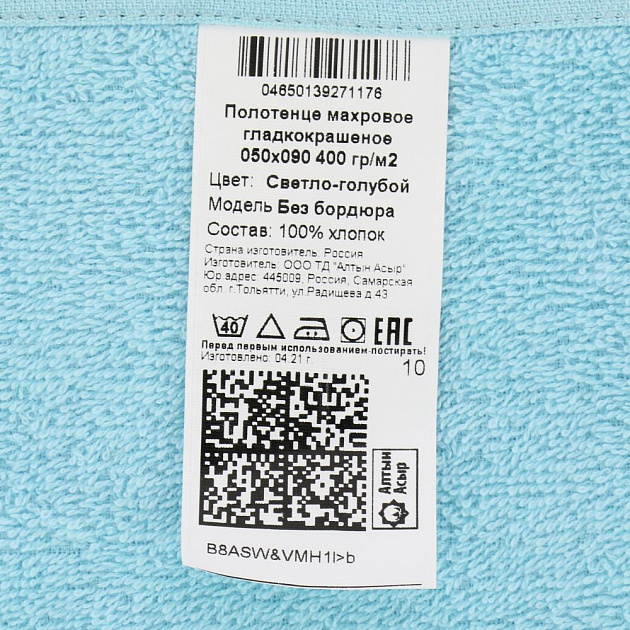 04650139271176
Полотенце махровое
гладкокрашеное
050х090 400 гр/м2
Цвет: Светло-голубой
Модель Без бордюра
Состав: 100% хлопок
Страна изготовитель: Россия
Изготовитель: ООО ТД "Алтын Асыр"
Юр адрес: 445009, Россия, Самарская
обл. г.Тольятти, ул.Радищева д 43
40 EAC
Перед первым использованием-постирать!
Изготовлено: 04.21 г
10
Алтын
Асыр
B8ASW&VMH1I>b